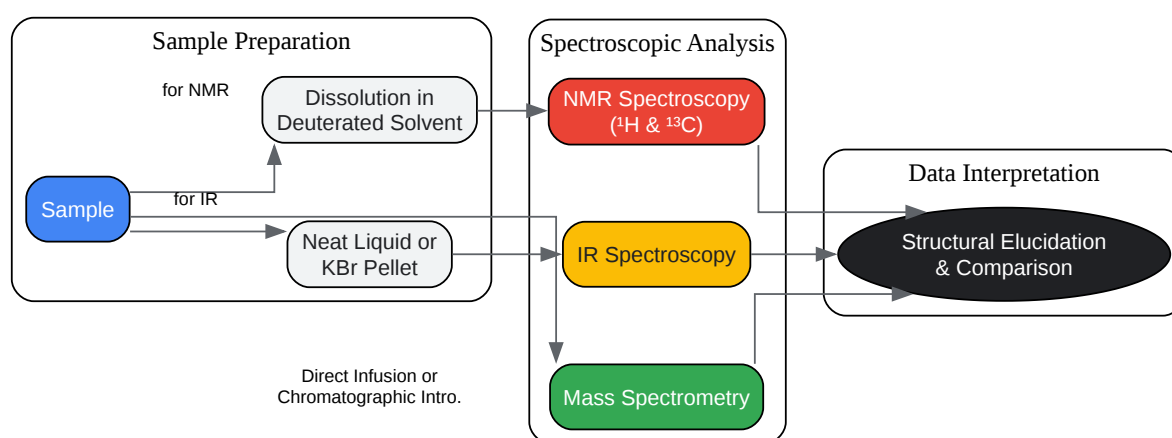 Sample Preparation
for NMR
Dissolution in
Deuterated Solvent
Sample
for IR
Neat Liquid or
KBr Pellet
Direct Infusion or
Chromatographic Intro.
Spectroscopic Analysis
NMR Spectroscopy
(¹H & ¹³C)
IR Spectroscopy
Mass Spectrometry
Data Interpretation
Structural Elucidation
& Comparison